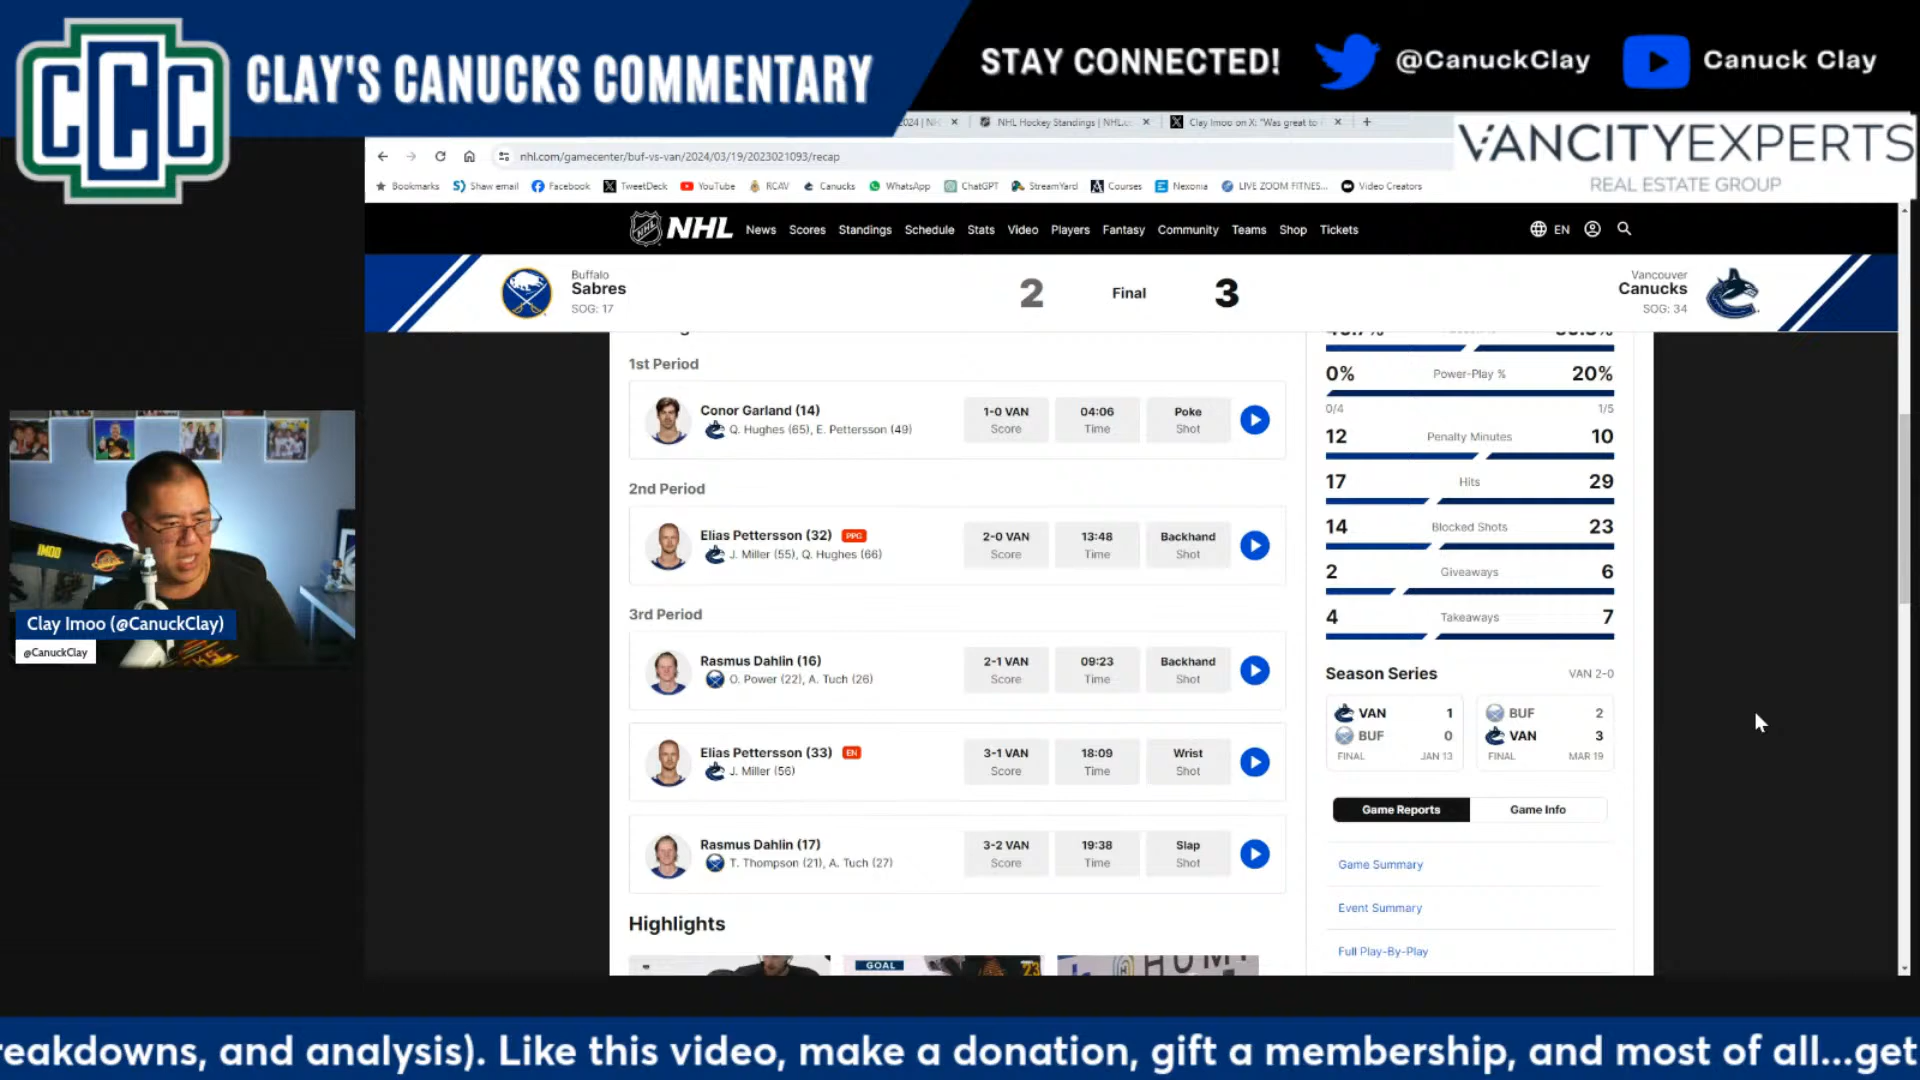 CCC
CLAY'S CANUCKS COMMENTARY
STAY CONNECTED!
@CanuckClay
Canuck Clay
NHL Hockey Standings | NHL.c
Clay Imoo on X: "Was great to
VANCITYEXPERTS
REAL ESTATE GROUP
nhl.com/gamecenter/buf-vs-van/2024/03/19/2023021093/recap
Bookmarks Shaw email Facebook TweetDeck YouTube RCAV Canucks WhatsApp ChatGPT StreamYard Courses Nexonia LIVE ZOOM FITNES... Video Creators
NHL News Scores Standings Schedule Stats Video Players Fantasy Community Teams Shop Tickets EN
Buffalo
Sabres
SOG: 17
2 Final 3
Vancouver
Canucks
SOG: 34
1st Period
Conor Garland (14)
Q. Hughes (65), E. Pettersson (49)
1-0 VAN
Score
04:06
Time
Poke
Shot
2nd Period
Elias Pettersson (32) PPG
J. Miller (55), Q. Hughes (66)
2-0 VAN
Score
13:48
Time
Backhand
Shot
3rd Period
Rasmus Dahlin (16)
O. Power (22), A. Tuch (26)
2-1 VAN
Score
09:23
Time
Backhand
Shot
Elias Pettersson (33) EN
J. Miller (56)
3-1 VAN
Score
18:09
Time
Wrist
Shot
Rasmus Dahlin (17)
T. Thompson (21), A. Tuch (27)
3-2 VAN
Score
19:38
Time
Slap
Shot
Highlights
GOAL
23
0% Power-Play % 20%
0/4 1/5
12 Penalty Minutes 10
17 Hits 29
14 Blocked Shots 23
2 Giveaways 6
4 Takeaways 7
Season Series VAN 2-0
VAN 1
BUF 0
FINAL JAN 13
BUF 2
VAN 3
FINAL MAR 19
Game Reports Game Info
Game Summary
Event Summary
Full Play-By-Play
IMOO
Clay Imoo (@CanuckClay)
@CanuckClay
reakdowns, and analysis). Like this video, make a donation, gift a membership, and most of all...get